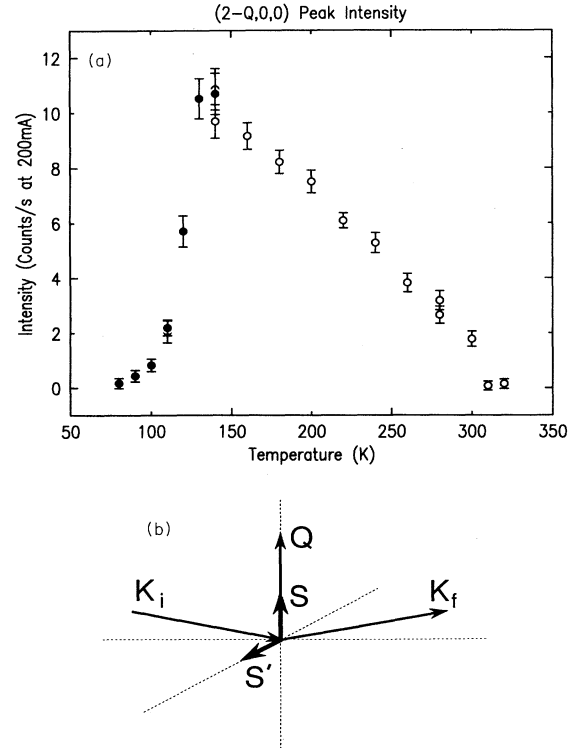 (2-Q,0,0) Peak Intensity
(a)
12
10
8
6
4
2
0
Intensity (Counts/s at 200mA)
50 100 150 200 250 300 350
Temperature (K)
(b)
Q
S
K i
K f
S'